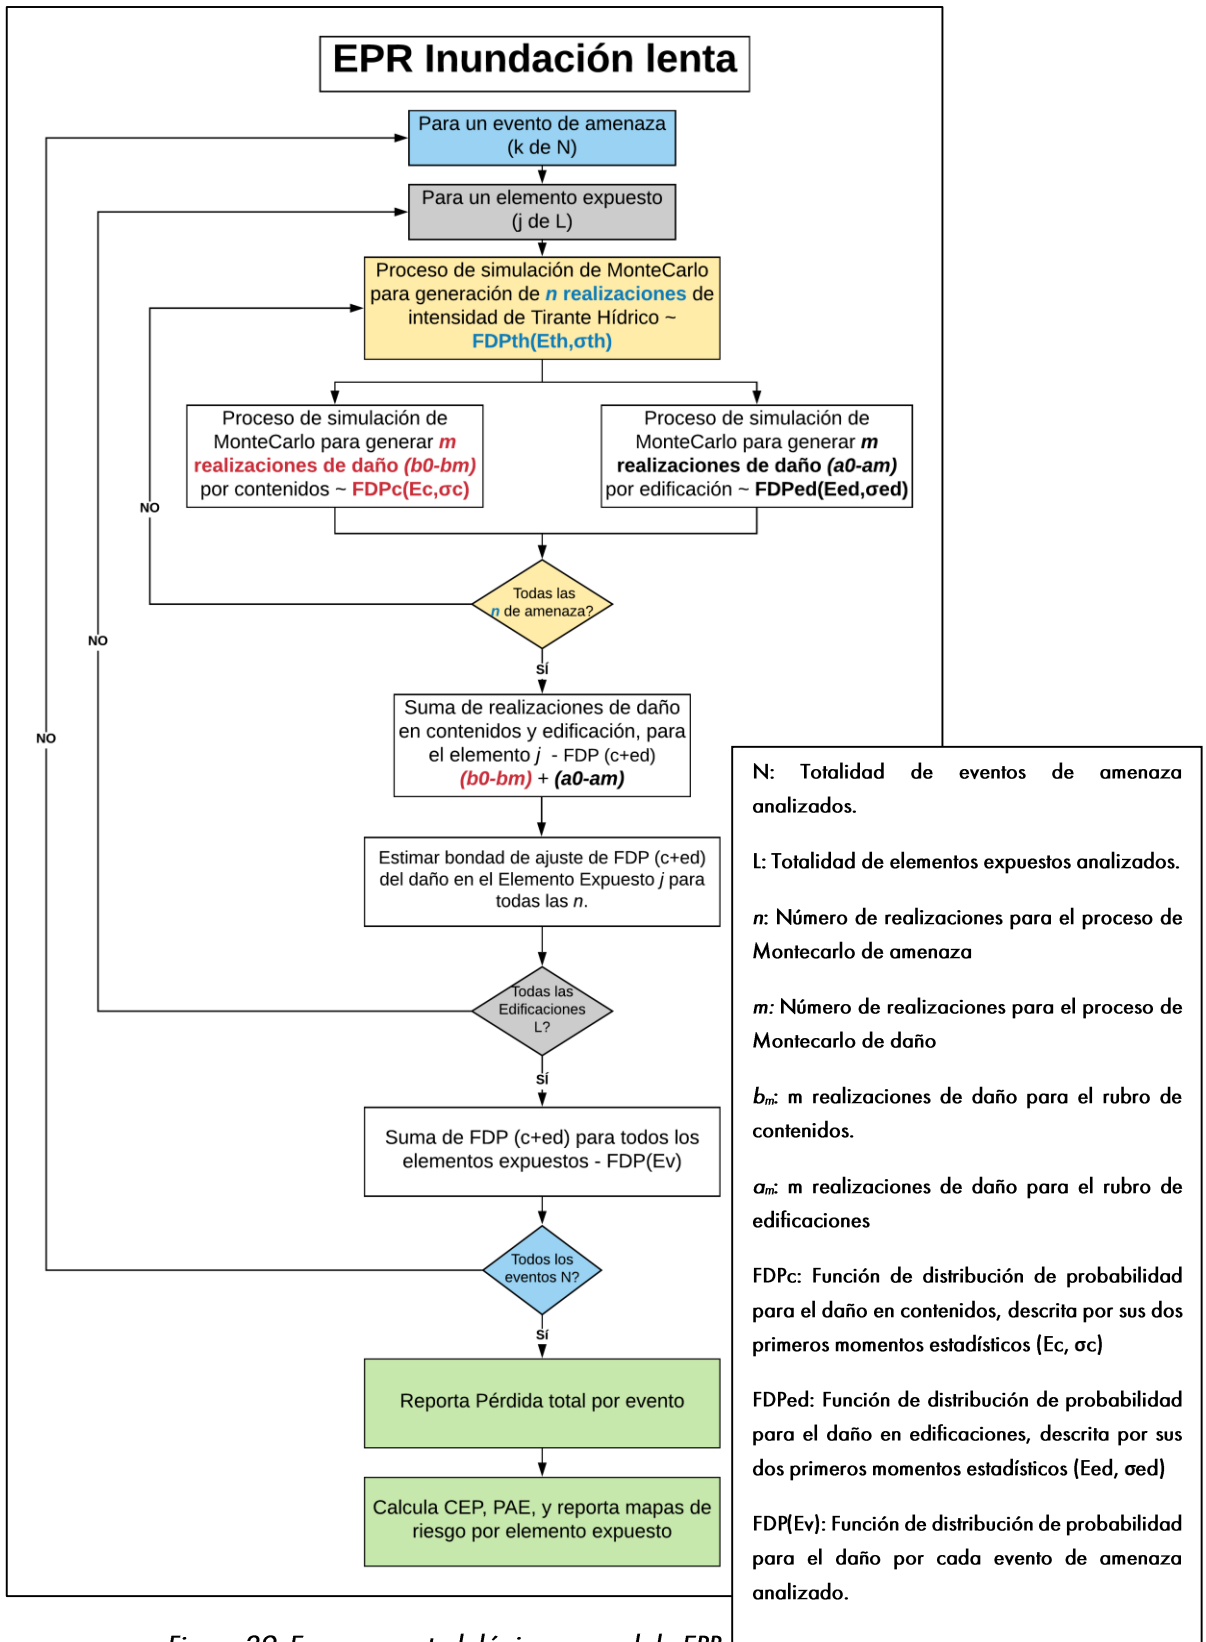 EPR Inundación lenta
Para un evento de amenaza
(k de N)
Para un elemento expuesto
(j de L)
Proceso de simulación de MonteCarlo
para generación de n realizaciones de
intensidad de Tirante Hídrico ~
FDPth(Eth,σth)
Proceso de simulación de
MonteCarlo para generar m
realizaciones de daño (b0-bm)
por contenidos ~ FDPc(Ec,σc)
Proceso de simulación de
MonteCarlo para generar m
realizaciones de daño (a0-am)
por edificación ~ FDPed(Eed,σed)
NO
Todas las
n de amenaza?
NO
SÍ
Suma de realizaciones de daño
en contenidos y edificación, para
el elemento j - FDP (c+ed)
(b0-bm) + (a0-am)
NO
Estimar bondad de ajuste de FDP (c+ed)
del daño en el Elemento Expuesto j para
todas las n.
Todas las
Edificaciones
L?
SÍ
Suma de FDP (c+ed) para todos los
elementos expuestos - FDP(Ev)
Todos los
eventos N?
SÍ
Reporta Pérdida total por evento
Calcula CEP, PAE, y reporta mapas de
riesgo por elemento expuesto
N: Totalidad de eventos de amenaza
analizados.
L: Totalidad de elementos expuestos analizados.
n: Número de realizaciones para el proceso de
Montecarlo de amenaza
m: Número de realizaciones para el proceso de
Montecarlo de daño
bm: m realizaciones de daño para el rubro de
contenidos.
am: m realizaciones de daño para el rubro de
edificaciones
FDPc: Función de distribución de probabilidad
para el daño en contenidos, descrita por sus dos
primeros momentos estadísticos (Ec, σc)
FDPed: Función de distribución de probabilidad
para el daño en edificaciones, descrita por sus
dos primeros momentos estadísticos (Eed, σed)
FDP(Ev): Función de distribución de probabilidad
para el daño por cada evento de amenaza
analizado.